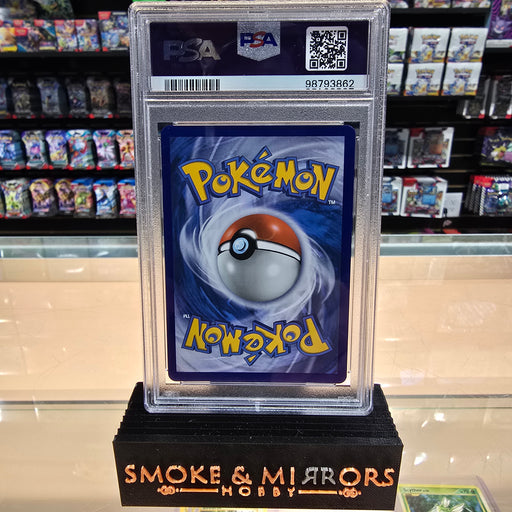 PSA
PSA
98793862
POKéMON
TM
POKéMON
TM
SMOKE & MIRRORS
HOBBY